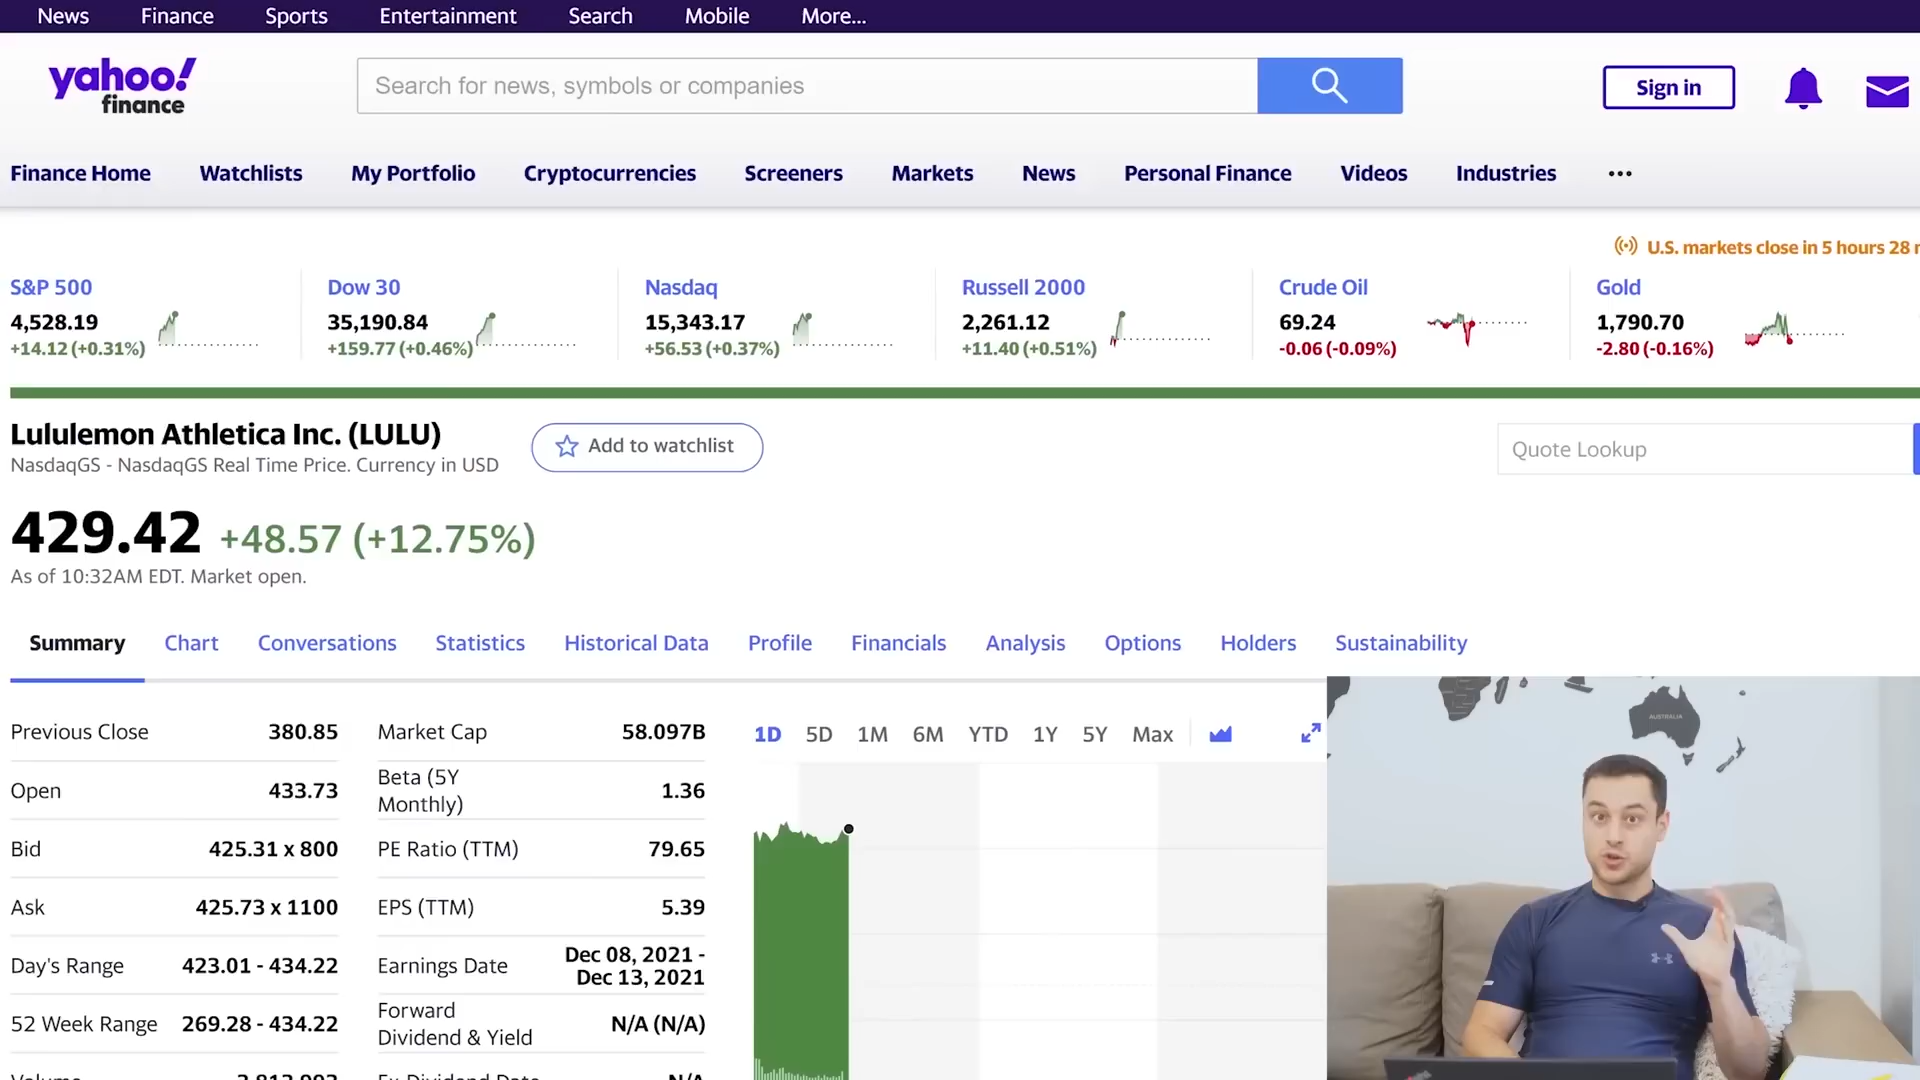 News Finance Sports Entertainment Search Mobile More...
yahoo!
finance
Search for news, symbols or companies
Sign in
Finance Home Watchlists My Portfolio Cryptocurrencies Screeners Markets News Personal Finance Videos Industries ...
U.S. markets close in 5 hours 28
S&P 500 Dow 30 Nasdaq Russell 2000 Crude Oil Gold
4,528.19 35,190.84 15,343.17 2,261.12 69.24 1,790.70
+14.12 (+0.31%) +159.77 (+0.46%) +56.53 (+0.37%) +11.40 (+0.51%) -0.06 (-0.09%) -2.80 (-0.16%)
Lululemon Athletica Inc. (LULU)
NasdaqGS - NasdaqGS Real Time Price. Currency in USD
Add to watchlist
Quote Lookup
429.42 +48.57 (+12.75%)
As of 10:32AM EDT. Market open.
Summary Chart Conversations Statistics Historical Data Profile Financials Analysis Options Holders Sustainability
Previous Close 380.85
Open 433.73
Bid 425.31 x 800
Ask 425.73 x 1100
Day's Range 423.01 - 434.22
52 Week Range 269.28 - 434.22
Volume
Market Cap 58.097B
Beta (5Y
Monthly) 1.36
PE Ratio (TTM) 79.65
EPS (TTM) 5.39
Earnings Date Dec 08, 2021 -
Dec 13, 2021
Forward
Dividend & Yield N/A (N/A)
Ex-Dividend Date N/A
1D 5D 1M 6M YTD 1Y 5Y Max
AUSTRALIA